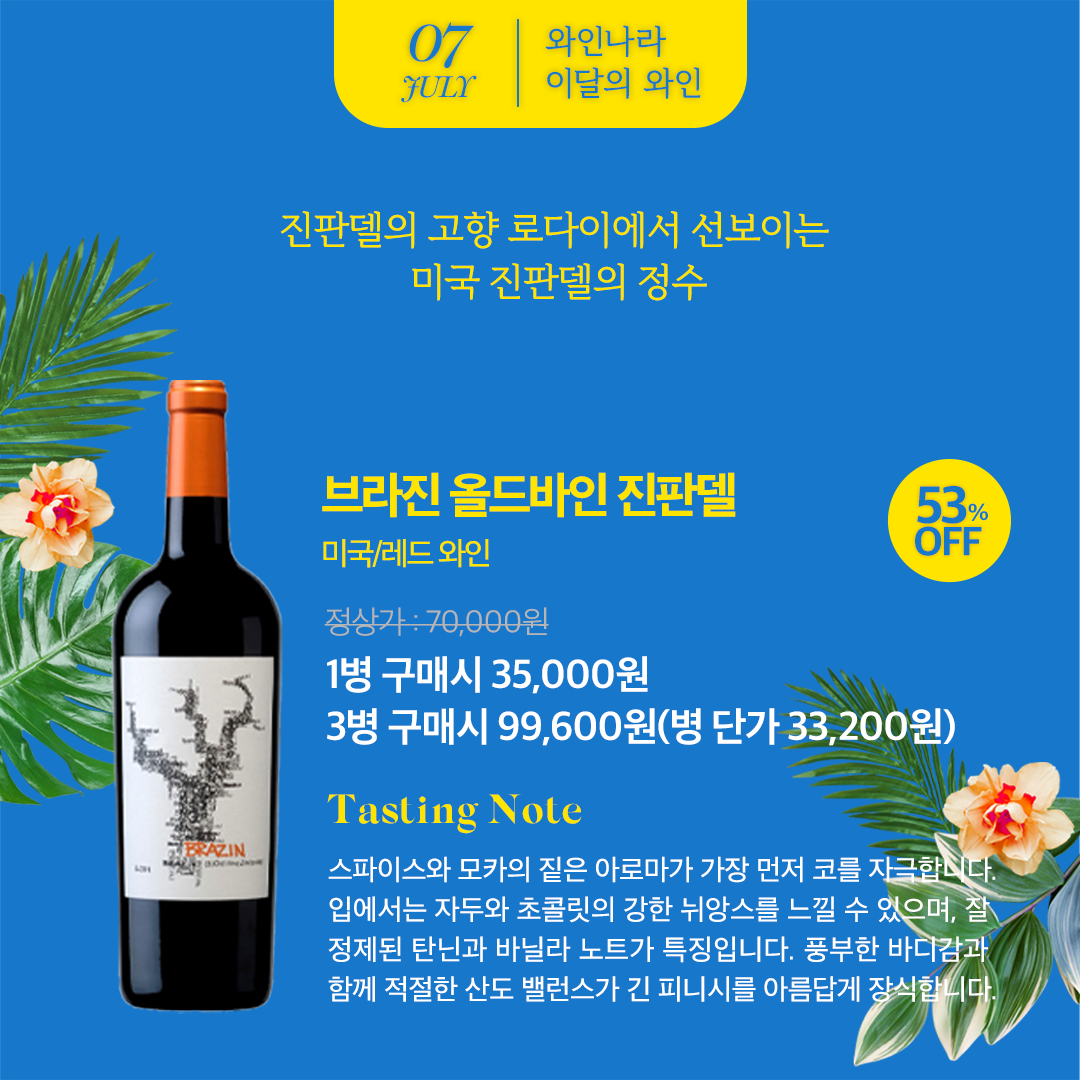 07
JULY
와인나라
이달의 와인
진판델의 고향 로다이에서 선보이는
미국 진판델의 정수
브라진 올드바인 진판델
미국/레드 와인
53%
OFF
정상가 : 70,000원
1병 구매시 35,000원
3병 구매시 99,600원(병 단가 33,200원)
Tasting Note
스파이스와 모카의 짙은 아로마가 가장 먼저 코를 자극합니다.
입에서는 자두와 초콜릿의 강한 뉘앙스를 느낄 수 있으며, 잘
정제된 탄닌과 바닐라 노트가 특징입니다. 풍부한 바디감과
함께 적절한 산도 밸런스가 긴 피니시를 아름답게 장식합니다.
BRAZIN